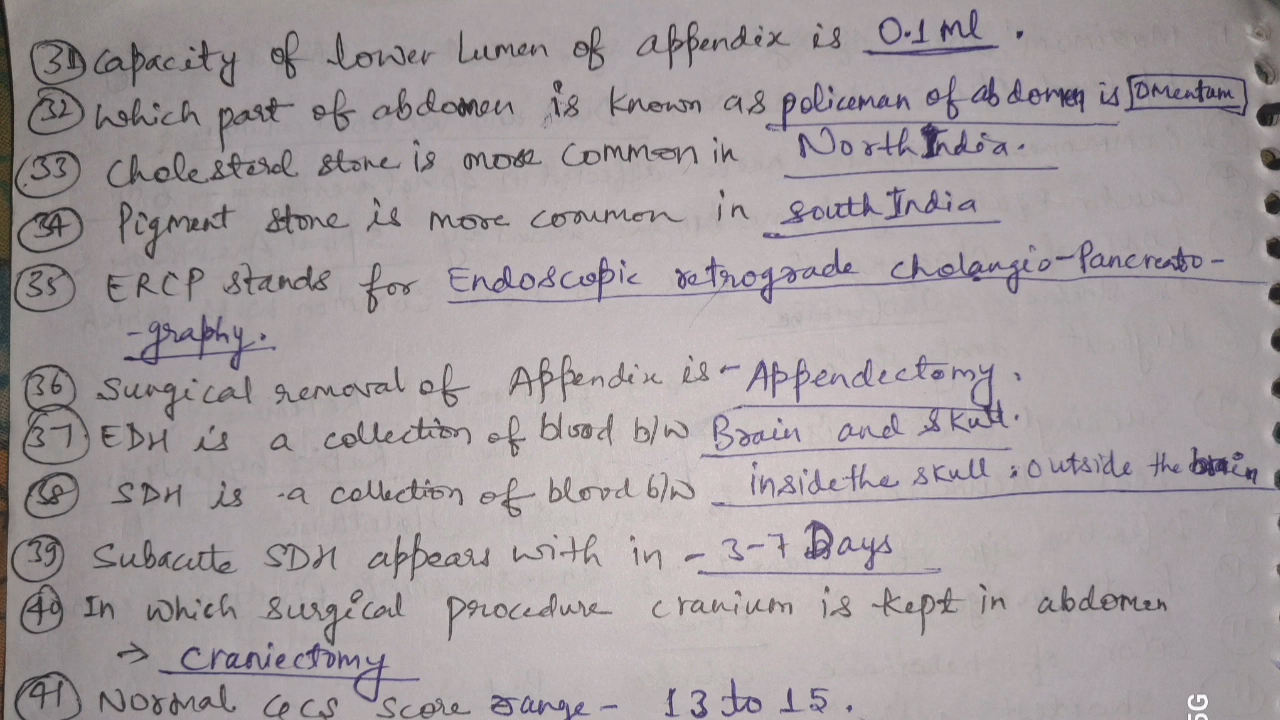 31) Capacity of lower lumen of appendix is 0.1 ml.
32) Which part of abdomen is known as policeman of abdomen is Omentam
33) Cholesterol stone is more common in North India.
34) Pigment stone is more common in south India
35) ERCP stands for Endoscopic retrograde cholangio-Pancreato-
-graphy.
36) Surgical removal of Appendix is - Appendectomy.
37) EDH is a collection of blood b/w Brain and skull.
38) SDH is a collection of blood b/w inside the skull; outside the brain
39) Subacute SDH appears with in - 3-7 Days
40) In which surgical procedure cranium is kept in abdomen
→ Craniectomy
41) Normal GCS score range - 13 to 15.
5G